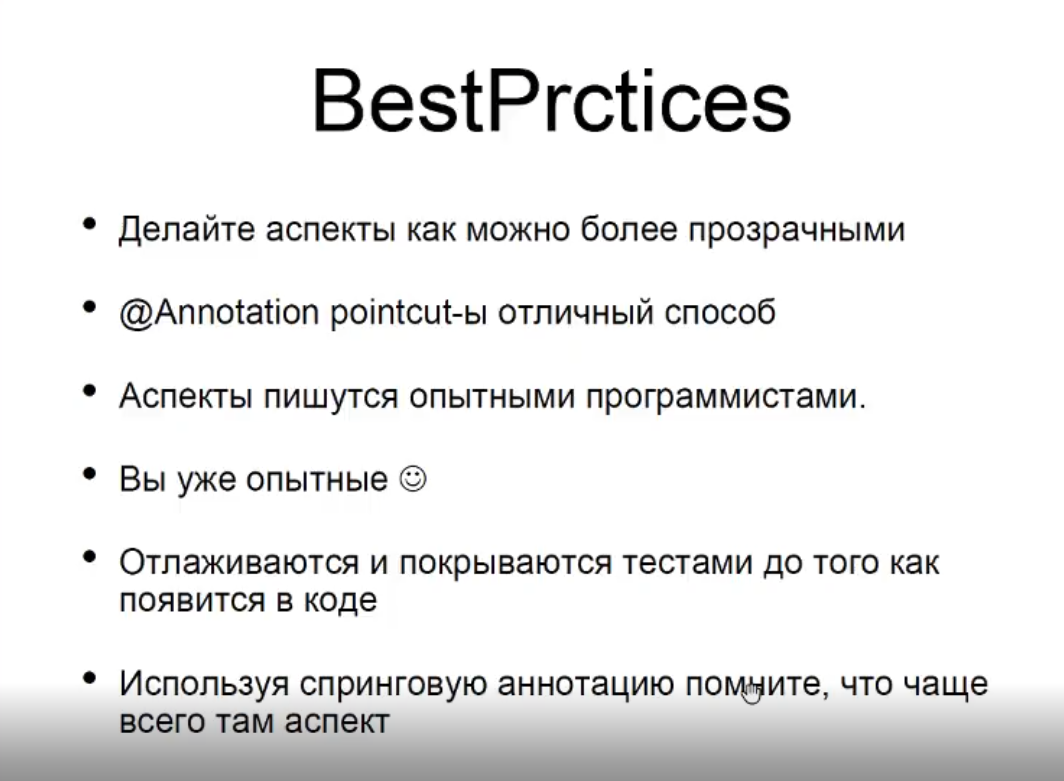 BestPrctices
• Делайте аспекты как можно более прозрачными
• @Annotation pointcut-ы отличный способ
• Аспекты пишутся опытными программистами.
• Вы уже опытные ☺
• Отлаживаются и покрываются тестами до того как
появится в коде
• Используя спринговую аннотацию помните, что чаще
всего там аспект